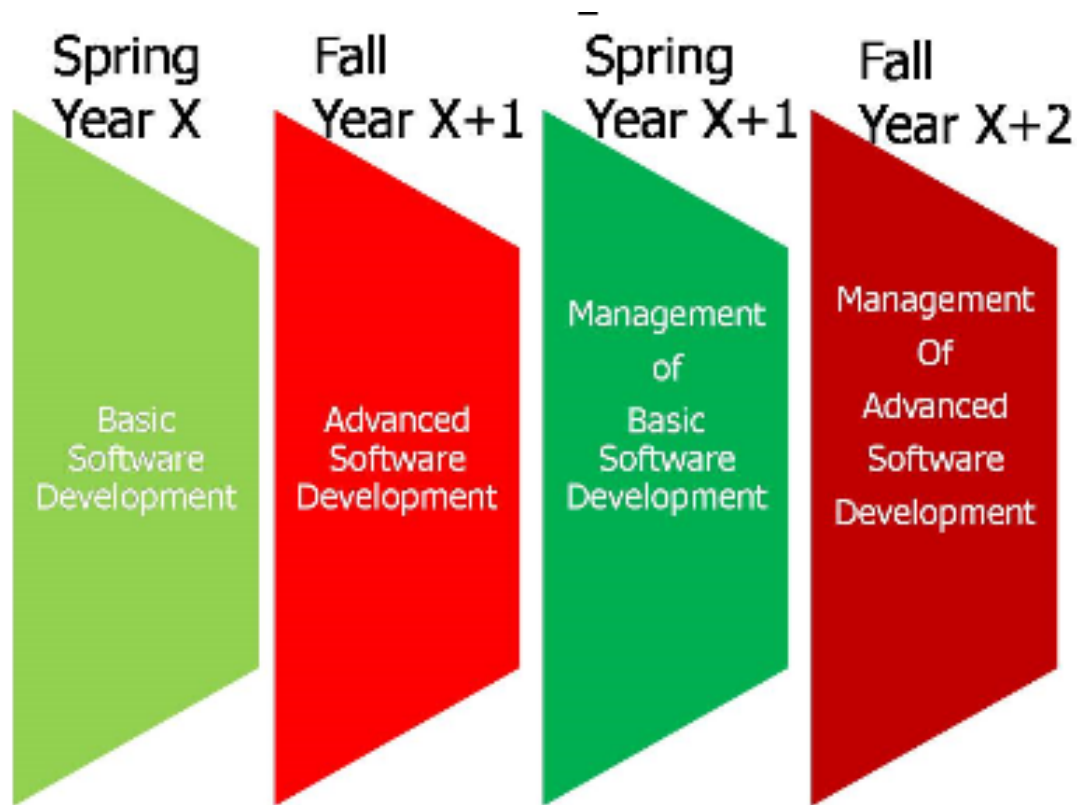 Spring
Year X
Fall
Year X+1
Spring
Year X+1
Fall
Year X+2
Basic
Software
Development
Advanced
Software
Development
Management
of
Basic
Software
Development
Management
Of
Advanced
Software
Development